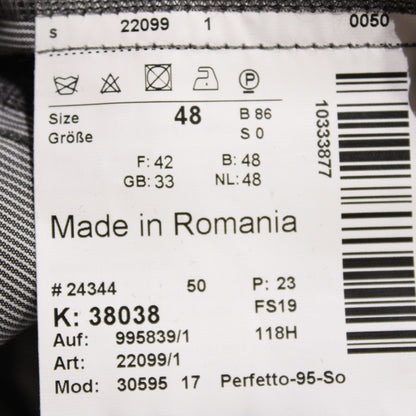 s 22099 1 0050
Size 48 B 86
Größe S 0
F: 42 B: 48
GB: 33 NL: 48
10333877
Made in Romania
# 24344 50 P: 23
K: 38038 FS19
Auf: 995839/1 118H
Art: 22099/1
Mod: 30595 17 Perfetto-95-So